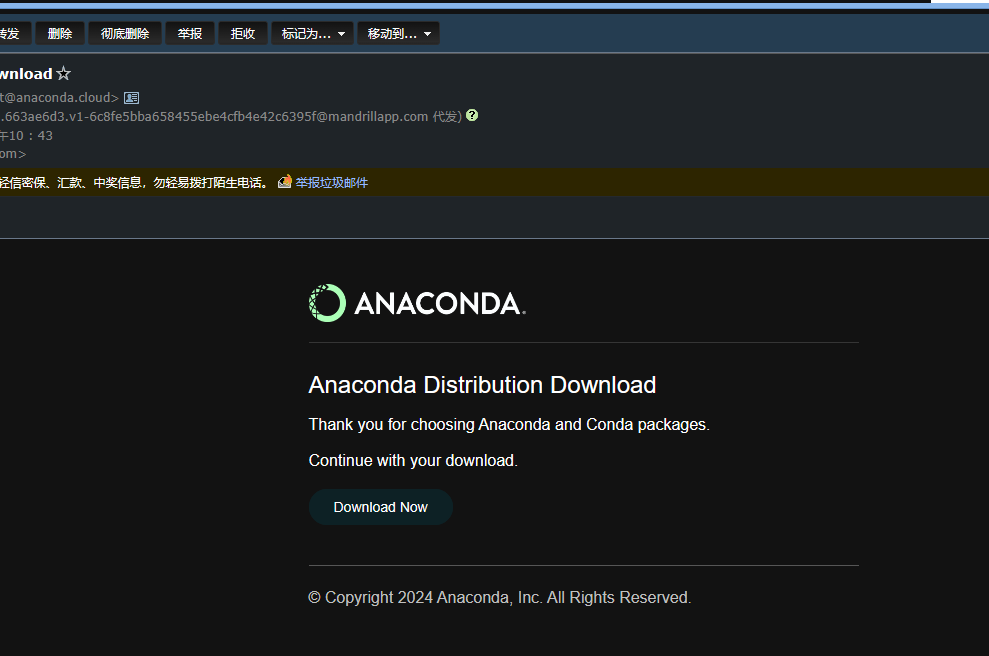 转发 删除 彻底删除 举报 拒收 标记为... 移动到...
wnload
t@anaconda.cloud>
.663ae6d3.v1-6c8fe5bba658455ebe4cfb4e42c6395f@mandrillapp.com 代发)
午10：43
om>
轻信密保、汇款、中奖信息，勿轻易拨打陌生电话。 举报垃圾邮件
ANACONDA.
Anaconda Distribution Download
Thank you for choosing Anaconda and Conda packages.
Continue with your download.
Download Now
© Copyright 2024 Anaconda, Inc. All Rights Reserved.